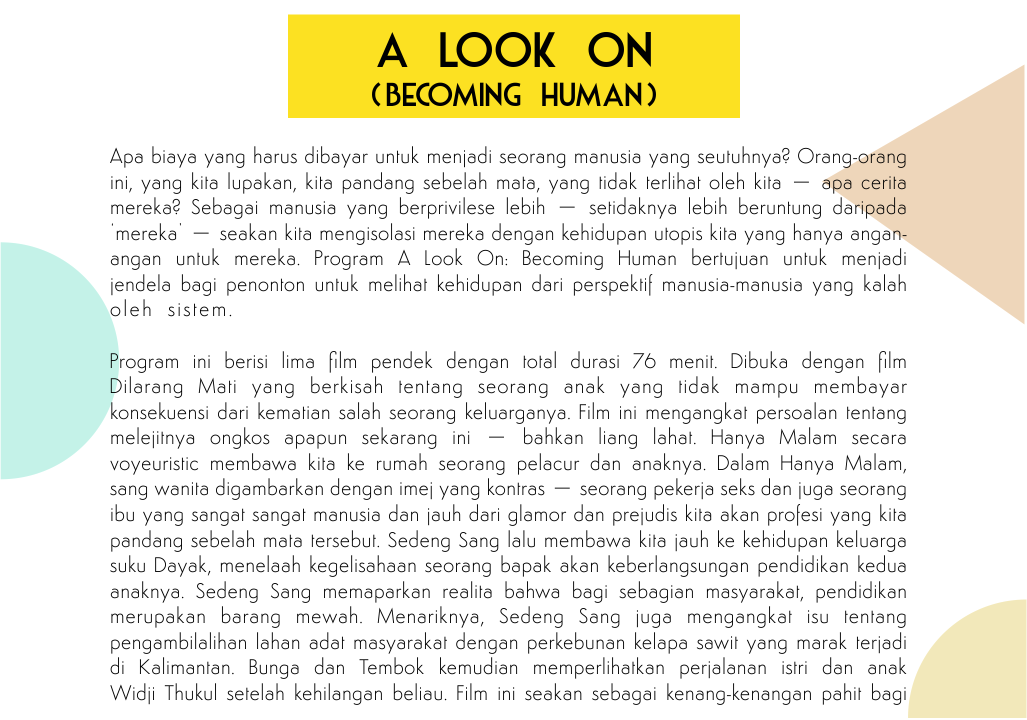 A LOOK ON
(BECOMING HUMAN)
Apa biaya yang harus dibayar untuk menjadi seorang manusia yang seutuhnya? Orang-orang
ini, yang kita lupakan, kita pandang sebelah mata, yang tidak terlihat oleh kita — apa cerita
mereka? Sebagai manusia yang berprivilese lebih — setidaknya lebih beruntung daripada
'mereka' — seakan kita mengisolasi mereka dengan kehidupan utopis kita yang hanya angan-
angan untuk mereka. Program A Look On: Becoming Human bertujuan untuk menjadi
jendela bagi penonton untuk melihat kehidupan dari perspektif manusia-manusia yang kalah
oleh sistem.
Program ini berisi lima film pendek dengan total durasi 76 menit. Dibuka dengan film
Dilarang Mati yang berkisah tentang seorang anak yang tidak mampu membayar
konsekuensi dari kematian salah seorang keluarganya. Film ini mengangkat persoalan tentang
melejitnya ongkos apapun sekarang ini — bahkan liang lahat. Hanya Malam secara
voyeuristic membawa kita ke rumah seorang pelacur dan anaknya. Dalam Hanya Malam,
sang wanita digambarkan dengan imej yang kontras — seorang pekerja seks dan juga seorang
ibu yang sangat sangat manusia dan jauh dari glamor dan prejudis kita akan profesi yang kita
pandang sebelah mata tersebut. Sedeng Sang lalu membawa kita jauh ke kehidupan keluarga
suku Dayak, menelaah kegelisahaan seorang bapak akan keberlangsungan pendidikan kedua
anaknya. Sedeng Sang memaparkan realita bahwa bagi sebagian masyarakat, pendidikan
merupakan barang mewah. Menariknya, Sedeng Sang juga mengangkat isu tentang
pengambilalihan lahan adat masyarakat dengan perkebunan kelapa sawit yang marak terjadi
di Kalimantan. Bunga dan Tembok kemudian memperlihatkan perjalanan istri dan anak
Widji Thukul setelah kehilangan beliau. Film ini seakan sebagai kenang-kenangan pahit bagi